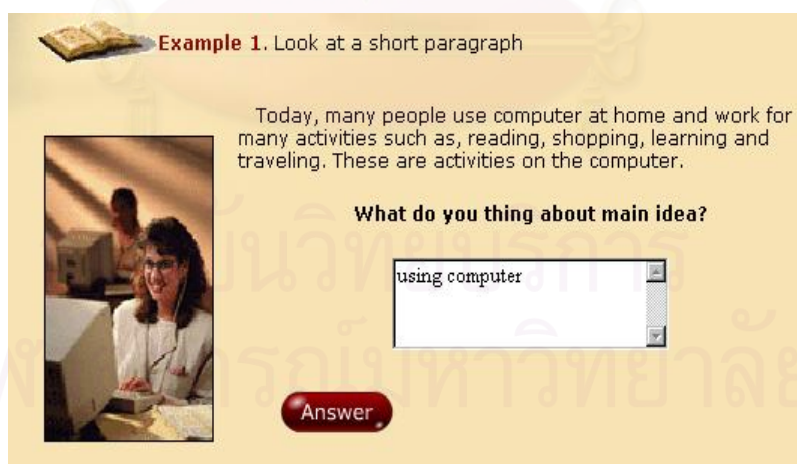 Example 1. Look at a short paragraph
Today, many people use computer at home and work for
many activities such as, reading, shopping, learning and
traveling. These are activities on the computer.
What do you thing about main idea?
using computer
Answer